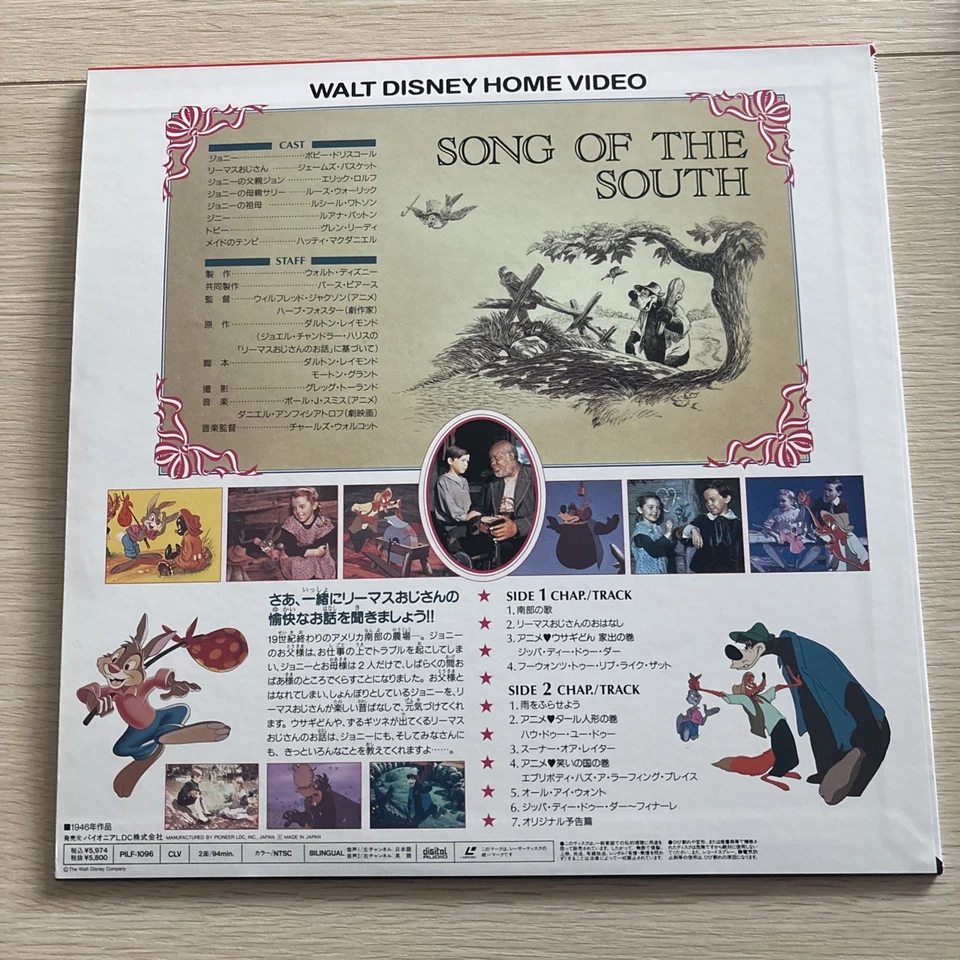 WALT DISNEY HOME VIDEO
SONG OF THE
SOUTH
CAST
ジョニー…………………ボビー・ドリスコール
リーマスおじさん…………ジェームズ・バスケット
ジョニーの父親ジョン…………エリック・ロルフ
ジョニーの母親サリー……ルース・ウォーリック
ジョニーの祖母…………ルシール・ワトソン
ジニー…………………ルアナ・パットン
トビー…………………グレン・リーディ
メイドのテンピ…………ハッティ・マクダニエル
STAFF
製作…………………ウォルト・ディズニー
共同製作…………………パース・ピアース
監督……ウィルフレッド・ジャクソン(アニメ)
ハーブ・フォスター(劇作家)
原作…………………ダルトン・レイモンド
(ジョエル・チャンドラー・ハリスの
「リーマスおじさんのお話」に基づいて)
脚本…………………ダルトン・レイモンド
モートン・グラント
撮影…………………グレッグ・トーランド
音楽…………ポール・J・スミス(アニメ)
ダニエル・アンフィシアトロフ(劇映画)
音楽監督…………チャールズ・ウォルコット
さあ、一緒にリーマスおじさんの
愉快なお話を聞きましょう!!
19世紀終わりのアメリカ南部の農場―。ジョニー
のお父様は、お仕事の上でトラブルを起こしてしま
い、ジョニーとお母様は2人だけで、しばらくの間お
ばあ様のところでくらすことになりました。お父様と
はなれてしまい、しょんぼりとしているジョニーを、リ
ーマスおじさんが楽しい昔ばなしで、元気づけてくれ
ます。ウサギどんや、ずるギツネが出てくるリーマス
おじさんのお話は、ジョニーにも、そしてみなさんに
も、きっといろんなことを教えてくれますよ……。
★ SIDE 1 CHAP./TRACK
1. 南部の歌
2. リーマスおじさんのおはなし
3. アニメ♥ウサギどん 家出の巻
ジッパ・ディー・ドゥー・ダー
4. フーウォンツ・トゥー・リブ・ライク・ザット
SIDE 2 CHAP./TRACK
1. 雨をふらせよう
2. アニメ♥タール人形の巻
ハウ・ドゥー・ユー・ドゥー
3. スーナー・オア・レイター
4. アニメ♥笑いの国の巻
エブリボディ・ハズ・ア・ラーフィング・プレイス
5. オール・アイ・ウォント
6. ジッパ・ディー・ドゥー・ダー〜フィナーレ
7. オリジナル予告篇
■1946年作品
発売元 パイオニアLDC株式会社 MANUFACTURED BY PIONEER LDC, INC., JAPAN. MADE IN JAPAN
税込 ¥5,974
税抜 ¥5,800
PILF-1096
CLV
2面/94min.
カラー/NTSC
BILINGUAL
音声1/左チャンネル:日本語
音声2/右チャンネル:英語
digital AUDIO
©The Walt Disney Company